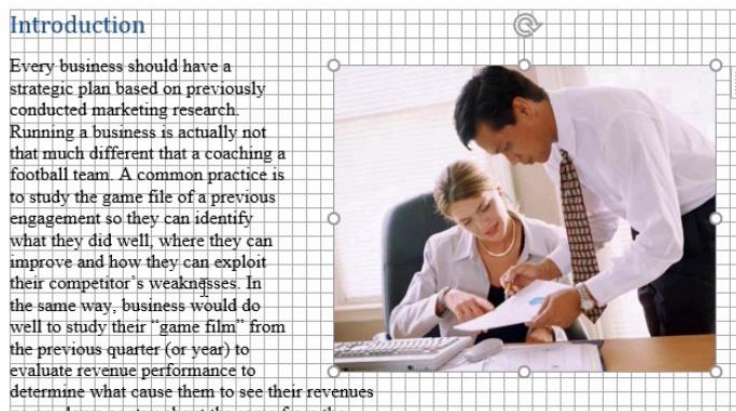 Introduction
Every business should have a
strategic plan based on previously
conducted marketing research.
Running a business is actually not
that much different that a coaching a
football team. A common practice is
to study the game file of a previous
engagement so they can identify
what they did well, where they can
improve and how they can exploit
their competitor's weaknesses. In
the same way, business would do
well to study their “game film” from
the previous quarter (or year) to
evaluate revenue performance to
determine what cause them to see their revenues